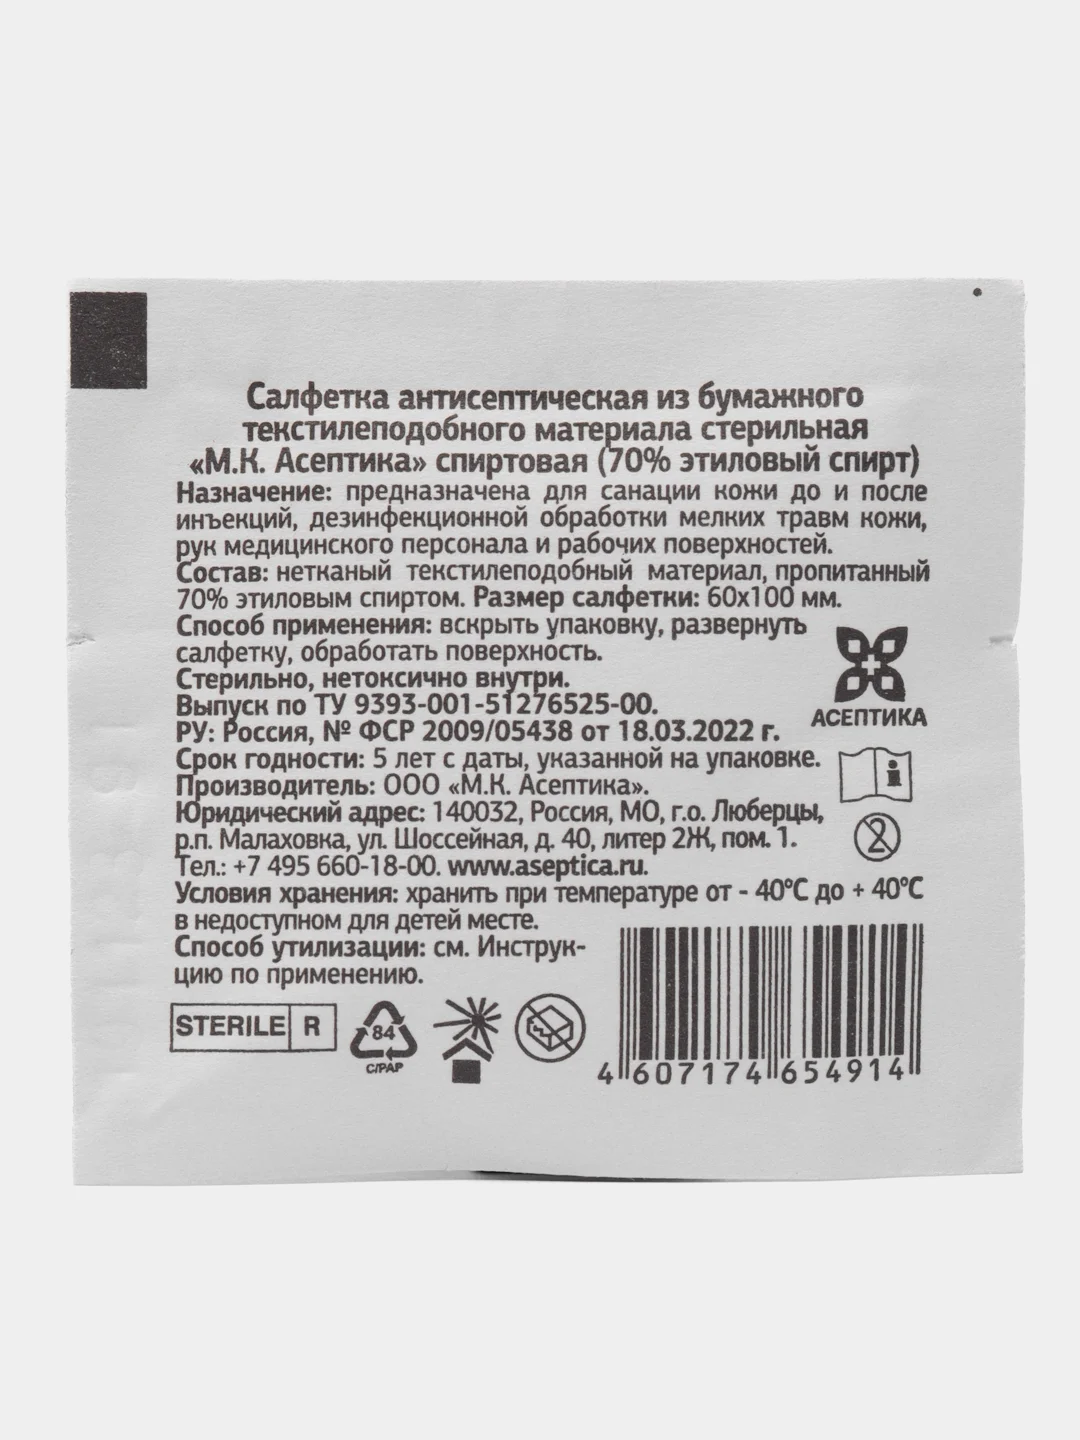 Салфетка антисептическая из бумажного
текстилеподобного материала стерильная
«М.К. Асептика» спиртовая (70% этиловый спирт)
Назначение: предназначена для санации кожи до и после
инъекций, дезинфекционной обработки мелких травм кожи,
рук медицинского персонала и рабочих поверхностей.
Состав: нетканый текстилеподобный материал, пропитанный
70% этиловым спиртом. Размер салфетки: 60х100 мм.
Способ применения: вскрыть упаковку, развернуть
салфетку, обработать поверхность.
Стерильно, нетоксично внутри.
Выпуск по ТУ 9393-001-51276525-00.
РУ: Россия, № ФСР 2009/05438 от 18.03.2022 г.
АСЕПТИКА
Срок годности: 5 лет с даты, указанной на упаковке.
Производитель: ООО «М.К. Асептика».
Юридический адрес: 140032, Россия, МО, г.о. Люберцы,
р.п. Малаховка, ул. Шоссейная, д. 40, литер 2Ж, пом. 1.
2
Тел.: +7 495 660-18-00. www.aseptica.ru.
Условия хранения: хранить при температуре от - 40°С до + 40°С
в недоступном для детей месте.
Способ утилизации: см. Инструк-
цию по применению.
STERILE R
84
C/PAP
4 607174 654914